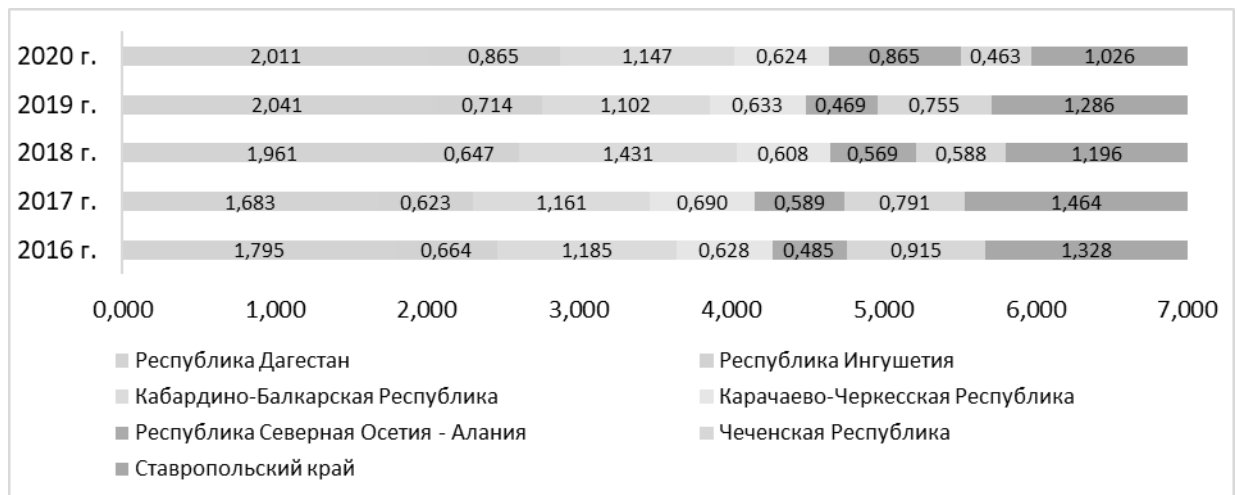 2020 г. 2,011 0,865 1,147 0,624 0,865 0,463 1,026
2019 г. 2,041 0,714 1,102 0,633 0,469 0,755 1,286
2018 г. 1,961 0,647 1,431 0,608 0,569 0,588 1,196
2017 г. 1,683 0,623 1,161 0,690 0,589 0,791 1,464
2016 г. 1,795 0,664 1,185 0,628 0,485 0,915 1,328
0,000 1,000 2,000 3,000 4,000 5,000 6,000 7,000
Республика Дагестан Республика Ингушетия
Кабардино-Балкарская Республика Карачаево-Черкесская Республика
Республика Северная Осетия - Алания Чеченская Республика
Ставропольский край